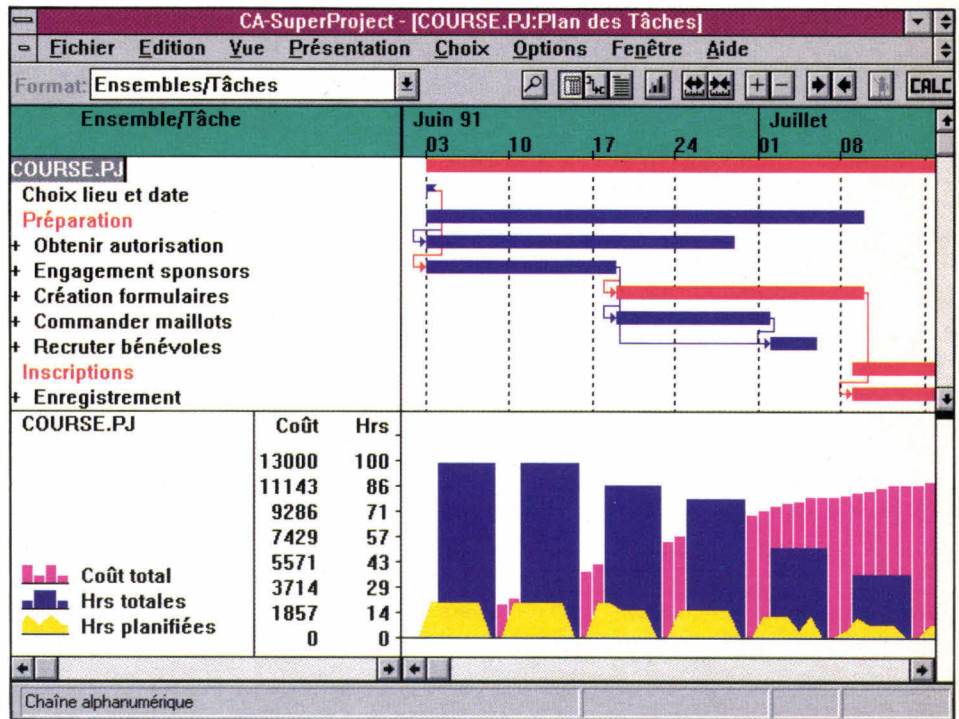 CA-SuperProject - [COURSE.PJ:Plan des Tâches]
Fichier Edition Vue Présentation Choix Options Fenêtre Aide
Format: Ensembles/Tâches CALC
Ensemble/Tâche Juin 91 Juillet
03 10 17 24 01 08
COURSE.PJ
Choix lieu et date
Préparation
+ Obtenir autorisation
+ Engagement sponsors
+ Création formulaires
+ Commander maillots
+ Recruter bénévoles
Inscriptions
+ Enregistrement
COURSE.PJ Coût Hrs
13000 100
11143 86
9286 71
7429 57
5571 43
3714 29
1857 14
0 0
Coût total
Hrs totales
Hrs planifiées
Chaîne alphanumérique